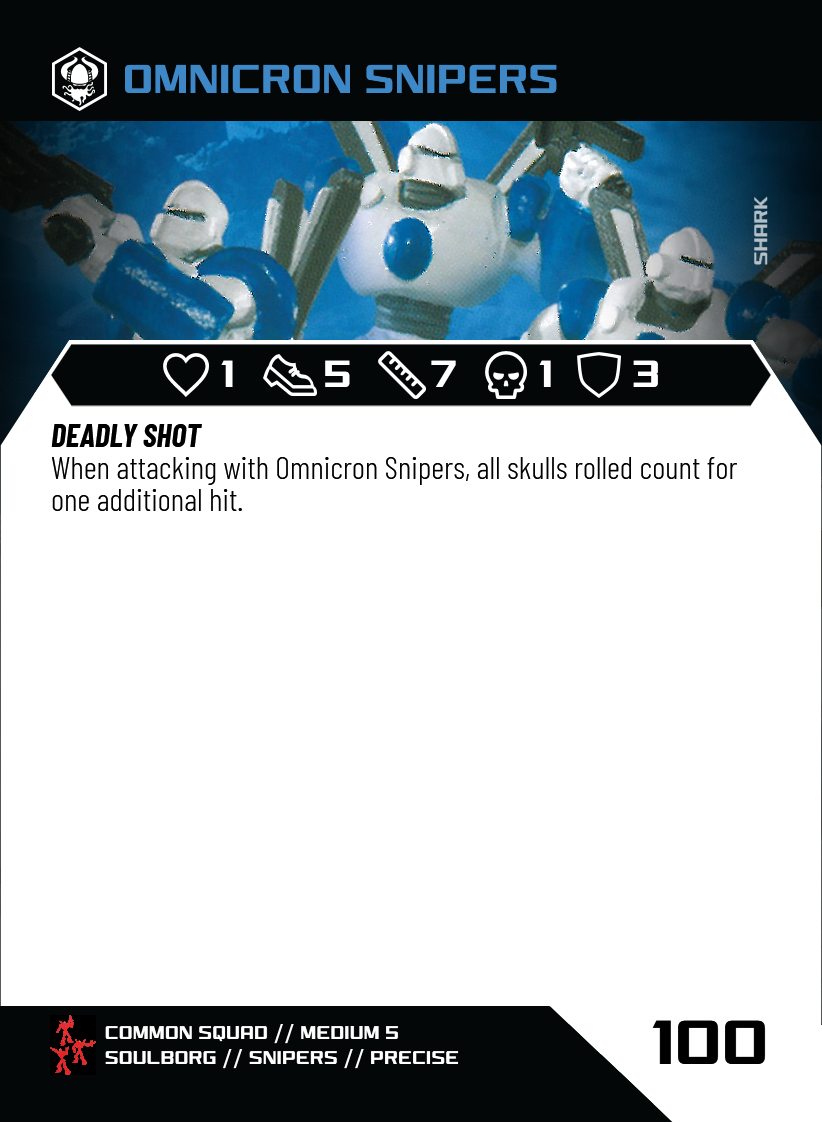 OMNICRON SNIPERS
SHARK
1 5 7 1 3
DEADLY SHOT
When attacking with Omnicron Snipers, all skulls rolled count for
one additional hit.
COMMON SQUAD // MEDIUM 5
SOULBORG // SNIPERS // PRECISE
100